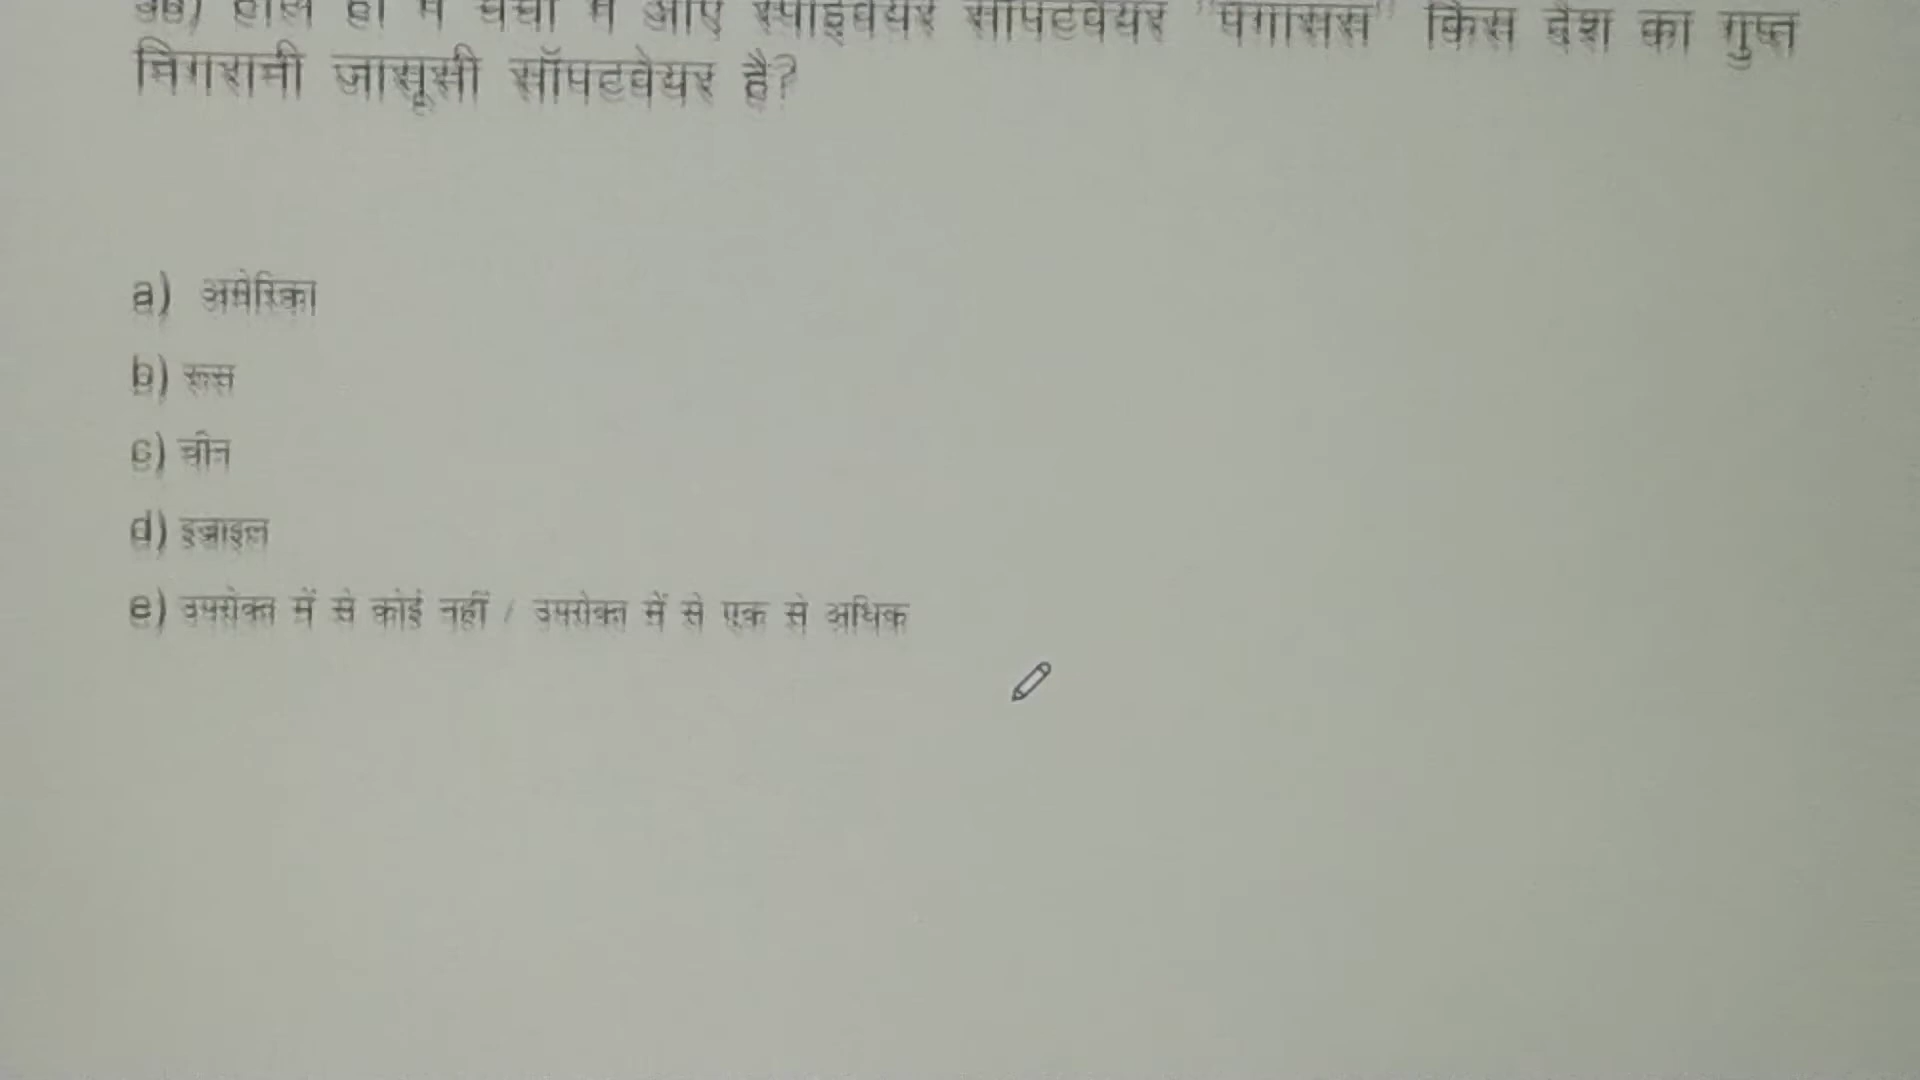 हाल ही में चर्चा में आए स्पाइवेयर सॉफ्टवेयर "पेगासस" किस देश का गुप्त
निगरानी जासूसी सॉफ्टवेयर है?
a) अमेरिका
b) रूस
c) चीन
d) इज़राइल
e) उपरोक्त में से कोई नहीं / उपरोक्त में से एक से अधिक